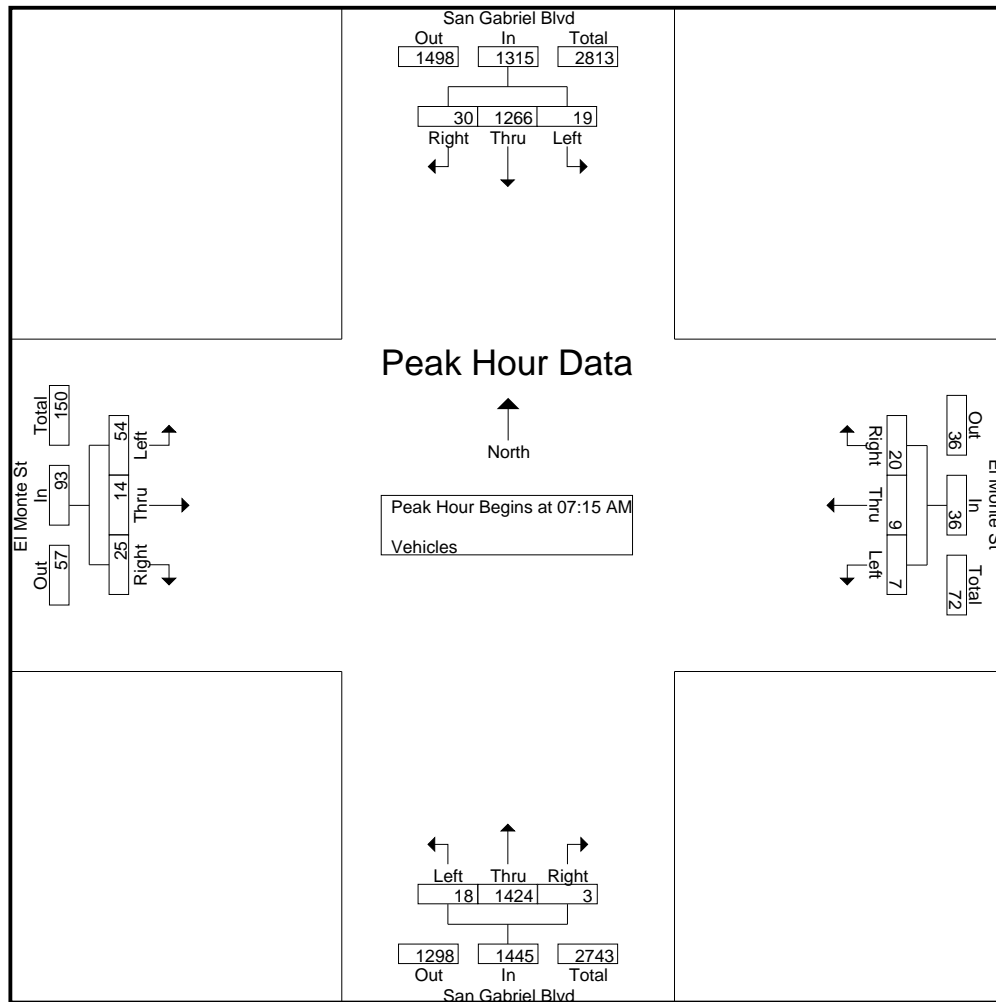 San Gabriel Blvd
Out In Total
1498 1315 2813
30 1266 19
Right Thru Left
Peak Hour Data
North
Peak Hour Begins at 07:15 AM
Vehicles
El Monte St
Total In Out
150 93 57
54 14 25
Left Thru Right
Right Thru Left
20 9 7
Out In Total
36 36 72
El Monte St
Left Thru Right
18 1424 3
1298 1445 2743
Out In Total
San Gabriel Blvd